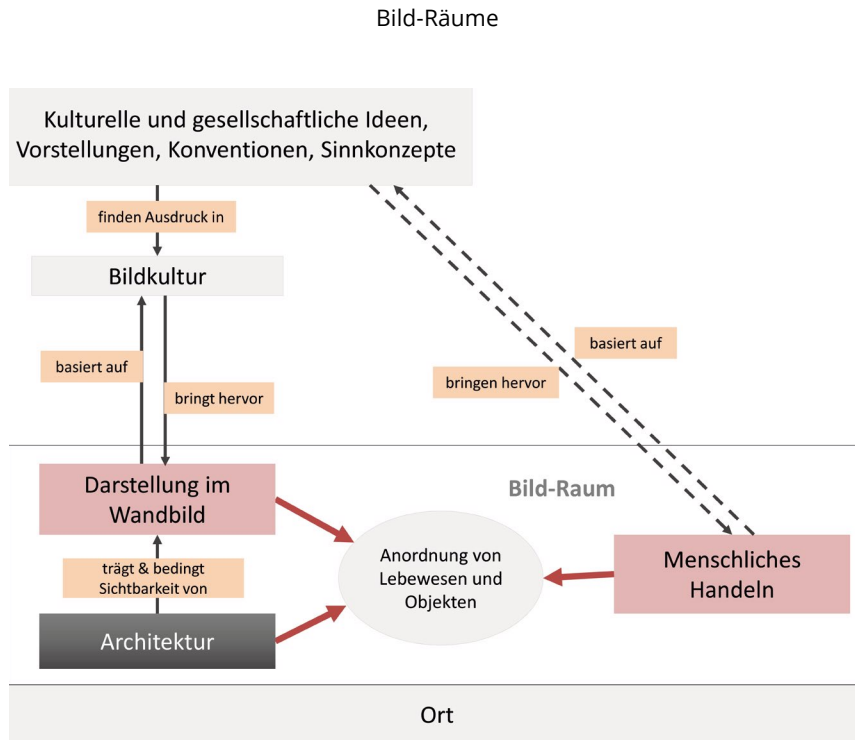 Bild-Räume
Kulturelle und gesellschaftliche Ideen,
Vorstellungen, Konventionen, Sinnkonzepte
finden Ausdruck in
Bildkultur
basiert auf
bringt hervor
basiert auf
bringen hervor
Bild-Raum
Darstellung im
Wandbild
trägt & bedingt
Sichtbarkeit von
Architektur
Anordnung von
Lebewesen und
Objekten
Menschliches
Handeln
Ort